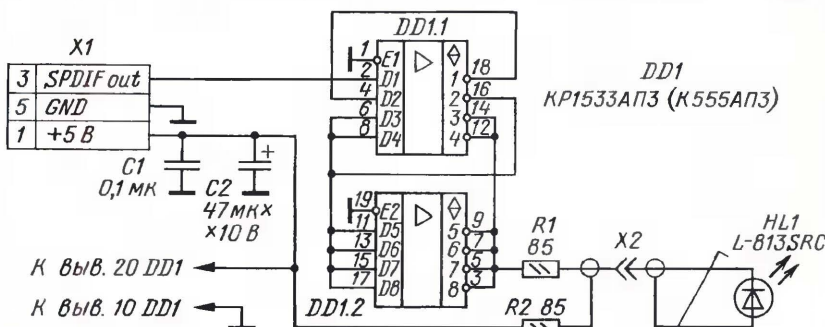 X1
3 SPDIF out
5 GND
1 +5 В
C1
0,1 мк
+
C2
47 мк×
×10 В
К выв. 20 DD1
К выв. 10 DD1
DD1.1
1 E1
2 D1
4 D2
6 D3
8 D4
1 18
2 16
3 14
4 12
19 E2
11 D5
13 D6
15 D7
17 D8
5 9
6 7
7 5
8 3
DD1.2
DD1
КР1533АП3 (К555АП3)
R1
85
X2
HL1
L-813SRC
R2 85